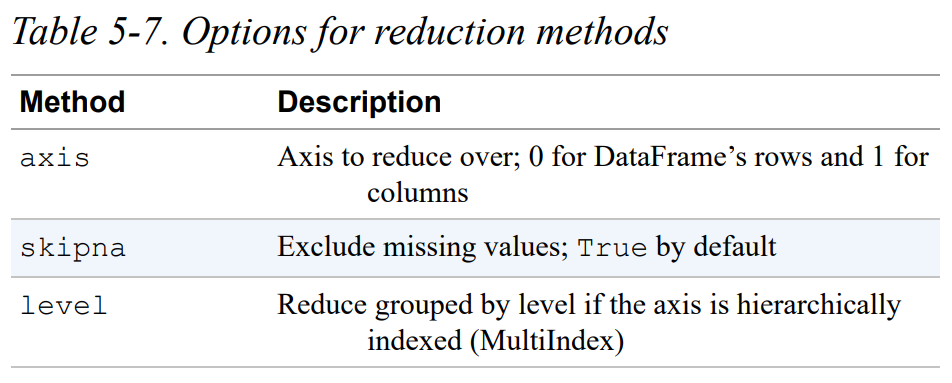 Table 5-7. Options for reduction methods
Method Description
axis Axis to reduce over; 0 for DataFrame’s rows and 1 for
columns
skipna Exclude missing values; True by default
level Reduce grouped by level if the axis is hierarchically
indexed (MultiIndex)